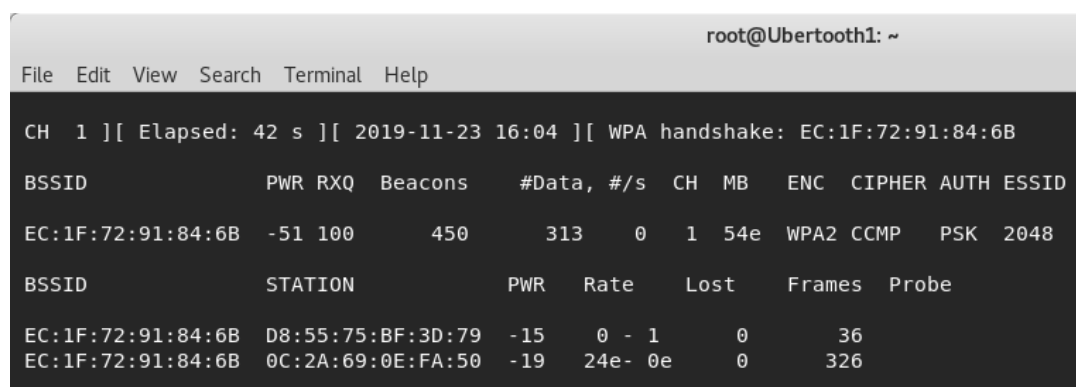 root@Ubertooth1: ~
File Edit View Search Terminal Help
CH 1 ][ Elapsed: 42 s ][ 2019-11-23 16:04 ][ WPA handshake: EC:1F:72:91:84:6B
BSSID PWR RXQ Beacons #Data, #/s CH MB ENC CIPHER AUTH ESSID
EC:1F:72:91:84:6B -51 100 450 313 0 1 54e WPA2 CCMP PSK 2048
BSSID STATION PWR Rate Lost Frames Probe
EC:1F:72:91:84:6B D8:55:75:BF:3D:79 -15 0 - 1 0 36
EC:1F:72:91:84:6B 0C:2A:69:0E:FA:50 -19 24e- 0e 0 326